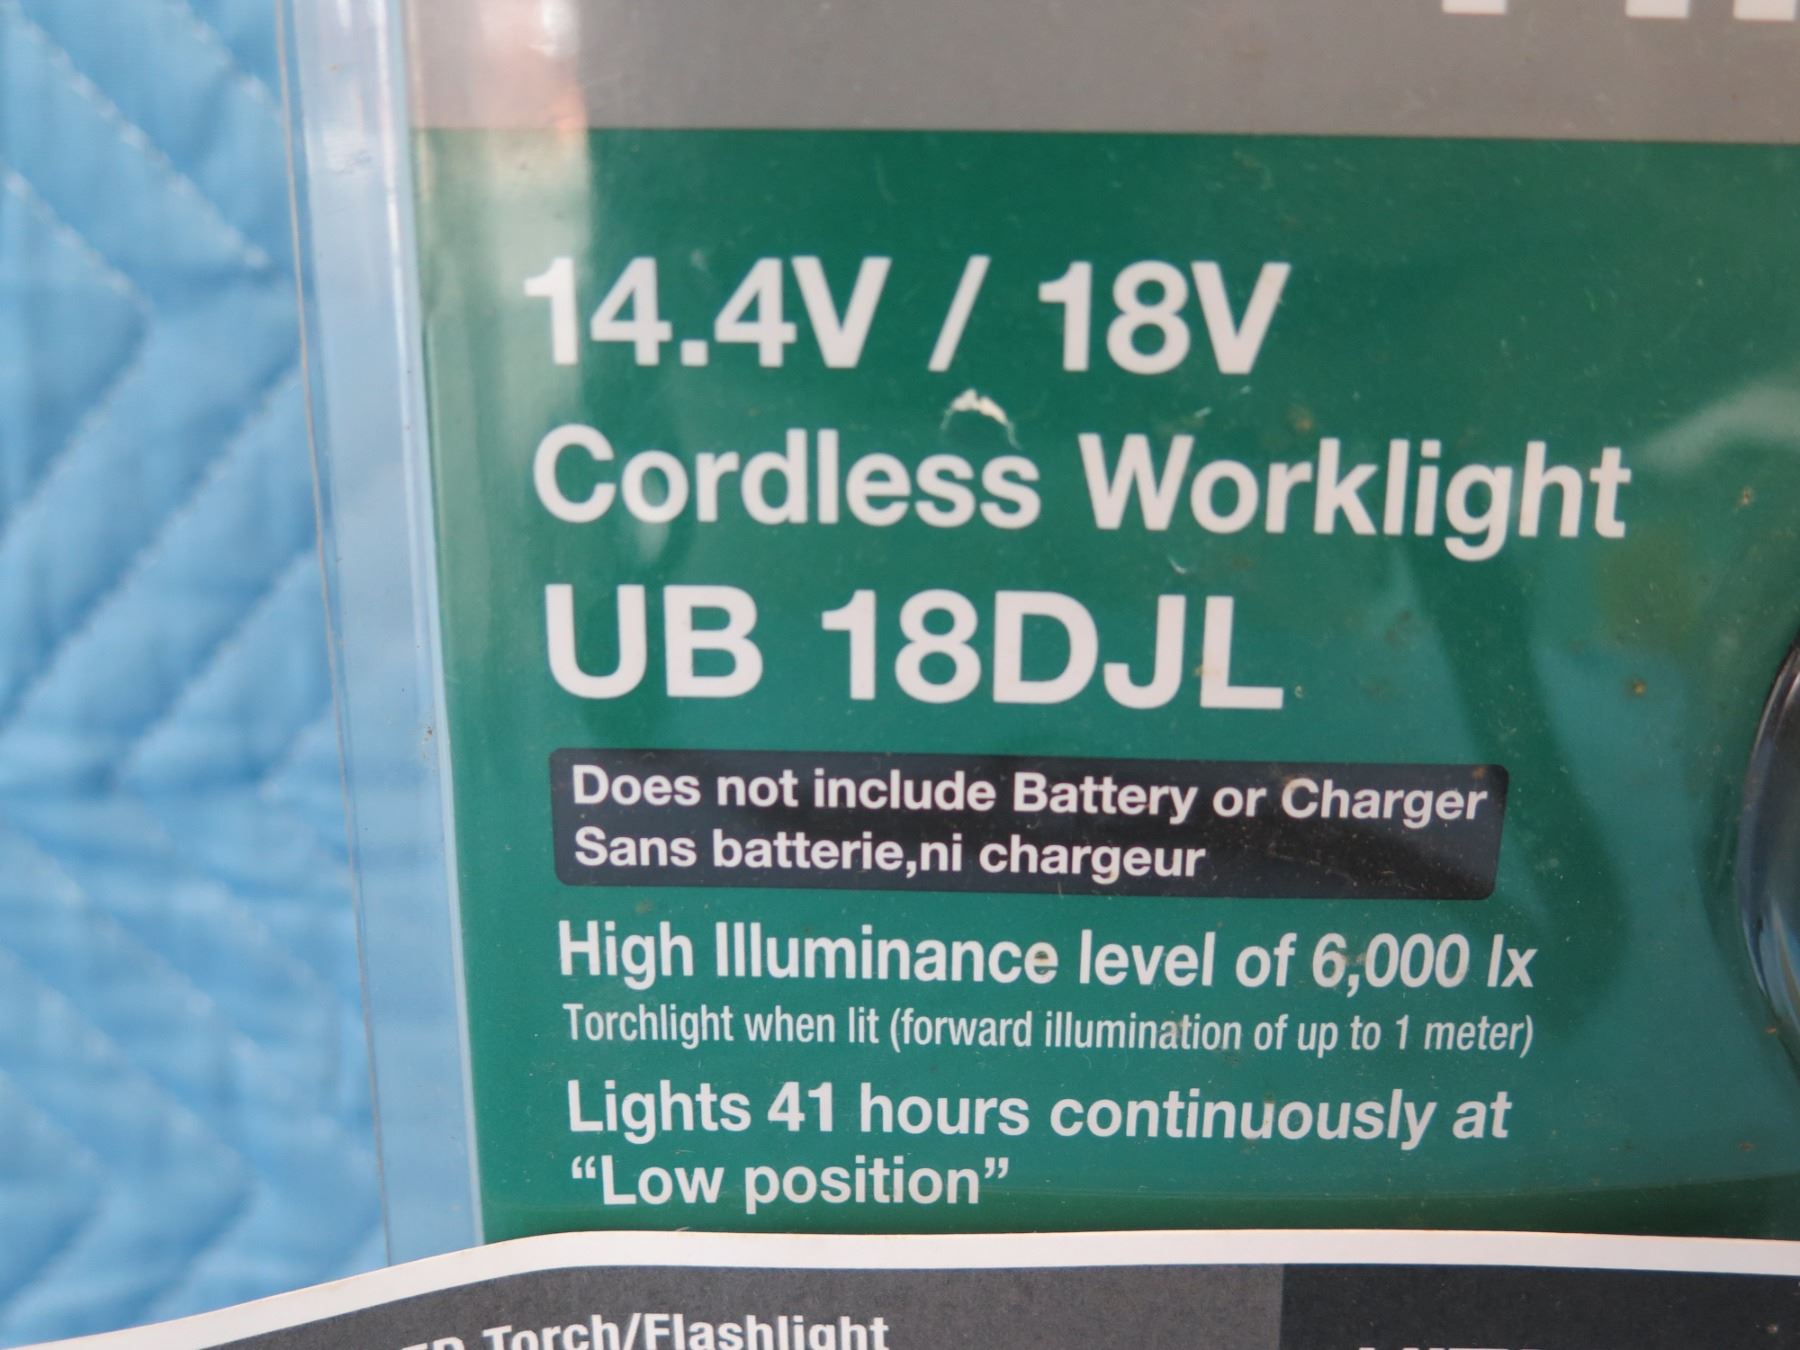 14.4V / 18V
Cordless Worklight
UB 18DJL
Does not include Battery or Charger
Sans batterie,ni chargeur
High Illuminance level of 6,000 lx
Torchlight when lit (forward illumination of up to 1 meter)
Lights 41 hours continuously at
“Low position”
Torch/Flashlight